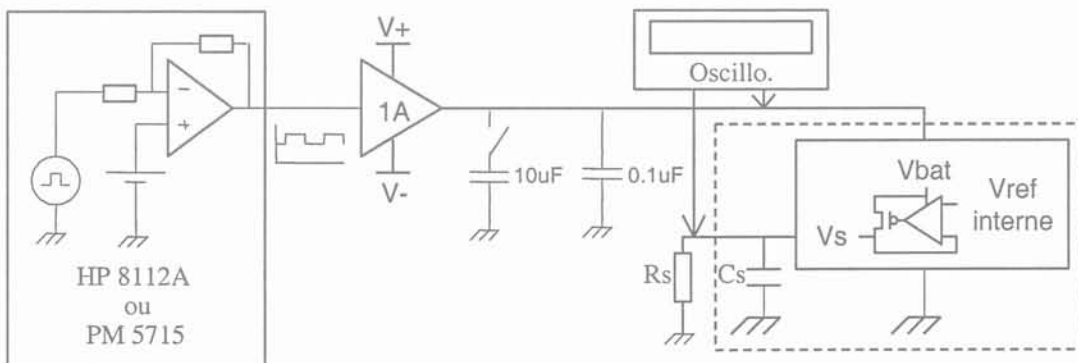 V+
Oscillo.
1A
10uF
0.1uF
V-
Vbat
Vref
interne
Vs
Rs
Cs
HP 8112A
ou
PM 5715